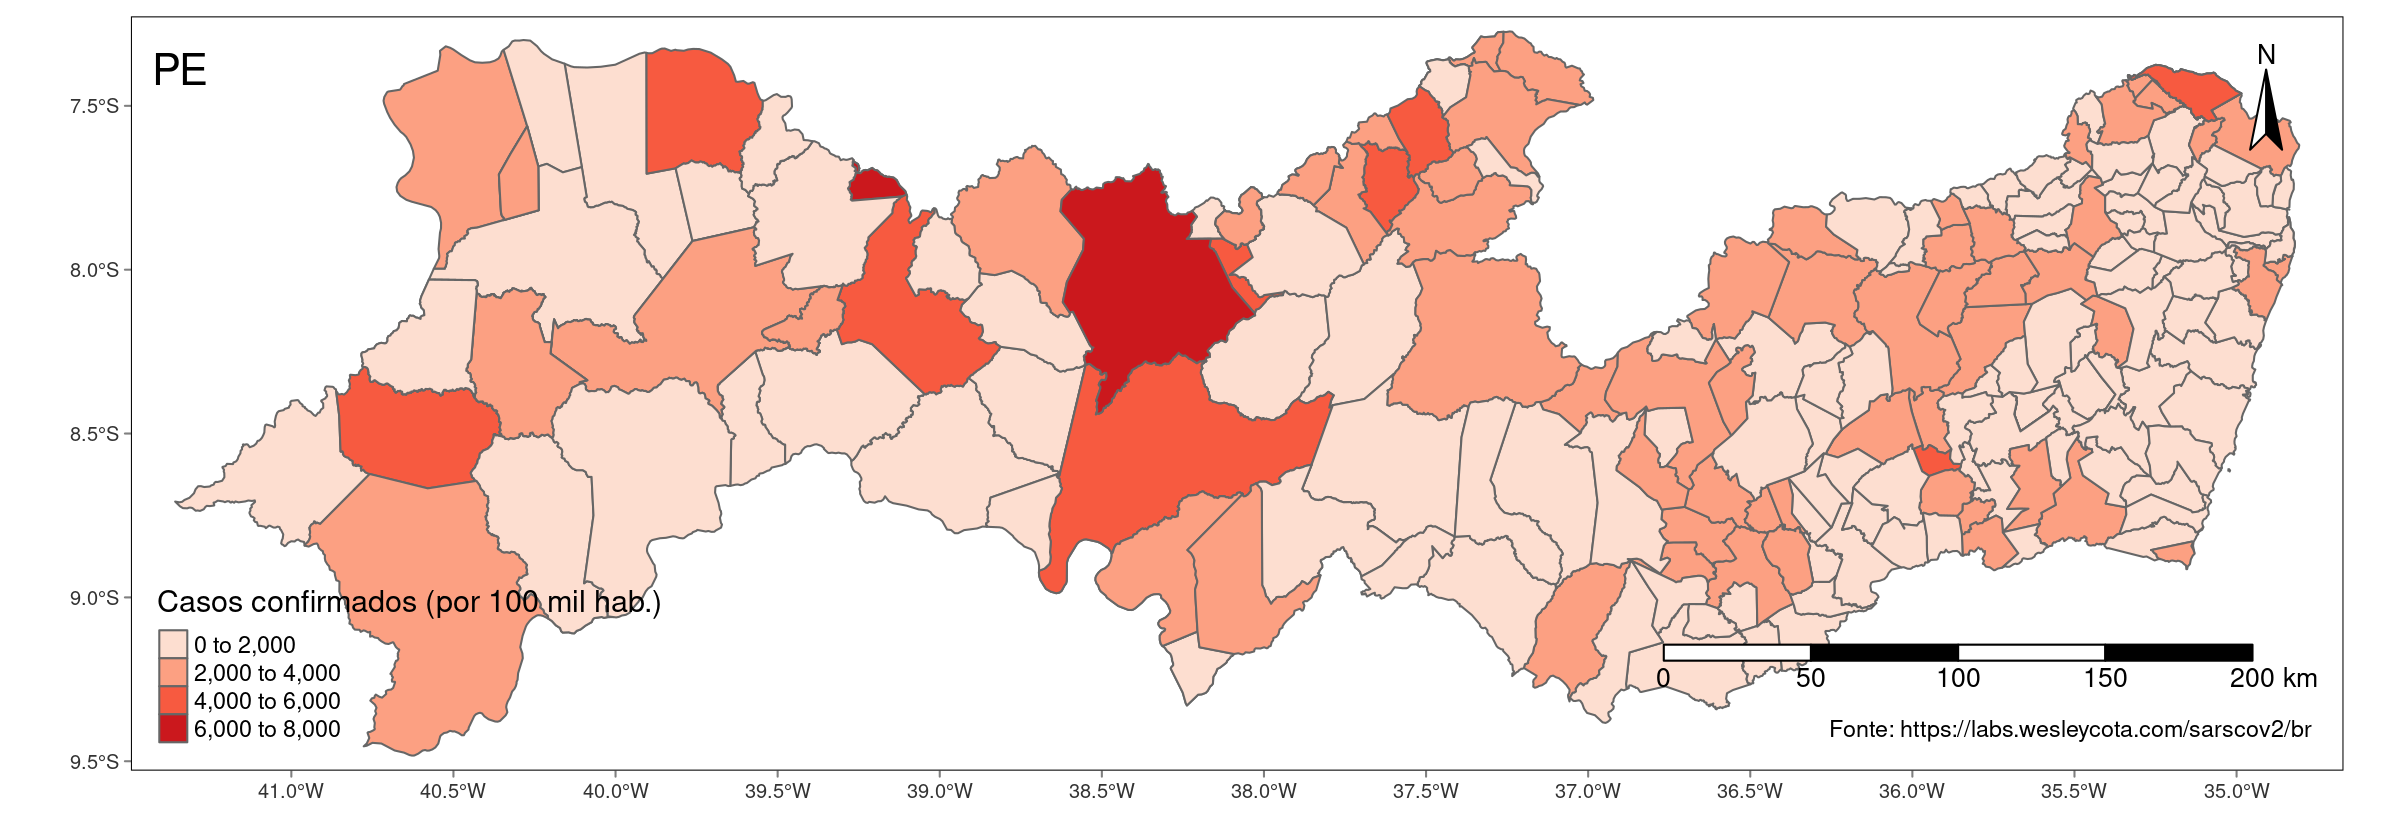 PE
N
7.5°S
8.0°S
8.5°S
9.0°S
9.5°S
Casos confirmados (por 100 mil hab.)
0 to 2,000
2,000 to 4,000
4,000 to 6,000
6,000 to 8,000
0 50 100 150 200 km
Fonte: https://labs.wesleycota.com/sarscov2/br
41.0°W 40.5°W 40.0°W 39.5°W 39.0°W 38.5°W 38.0°W 37.5°W 37.0°W 36.5°W 36.0°W 35.5°W 35.0°W